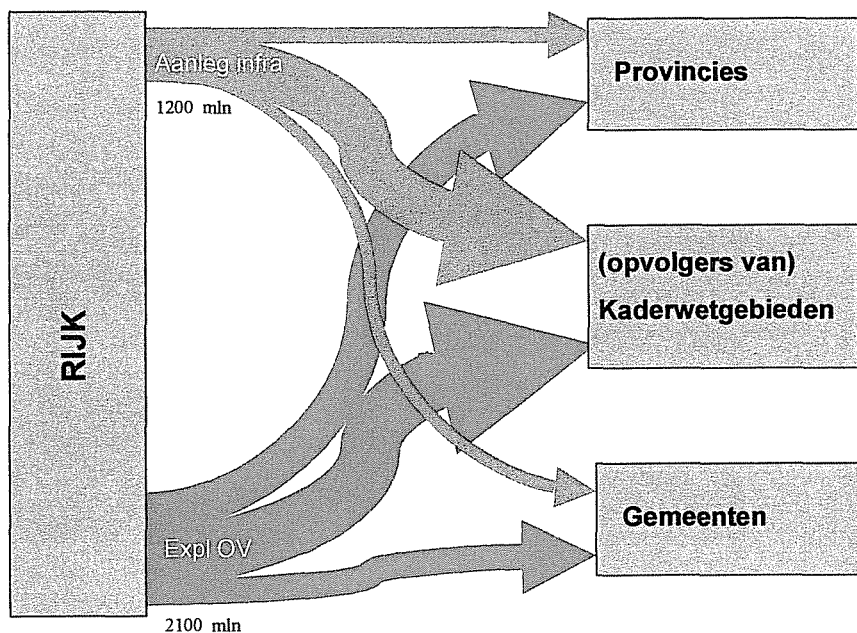 RIJK
Aanleg infra
1200 mln
Provincies
(opvolgers van)
Kaderwetgebieden
Gemeenten
Expl OV
2100 mln